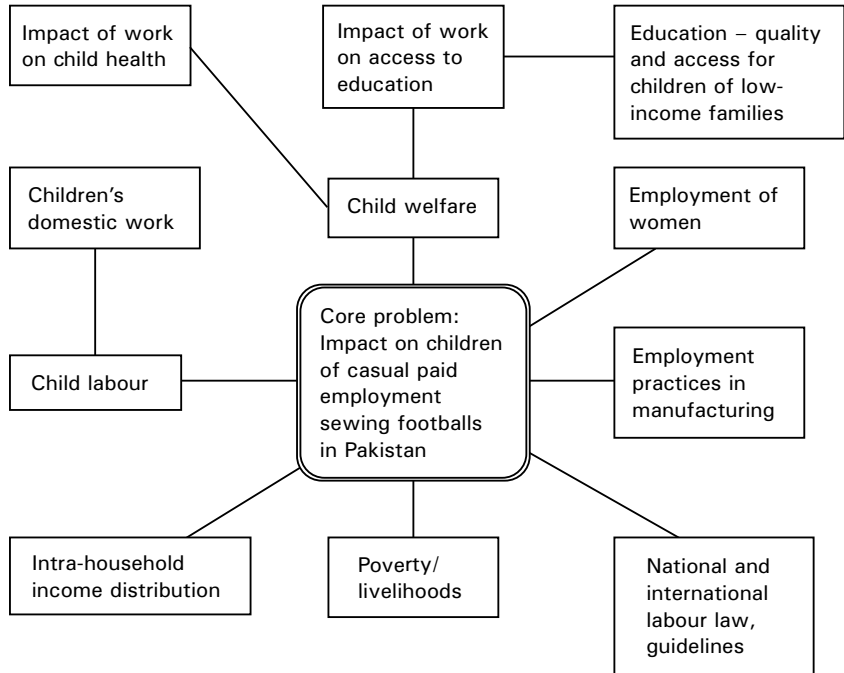 Impact of work
on child health
Impact of work
on access to
education
Education – quality
and access for
children of low-
income families
Children's
domestic work
Child welfare
Employment of
women
Core problem:
Impact on children
of casual paid
employment
sewing footballs
in Pakistan
Child labour
Employment
practices in
manufacturing
Intra-household
income distribution
Poverty/
livelihoods
National and
international
labour law,
guidelines